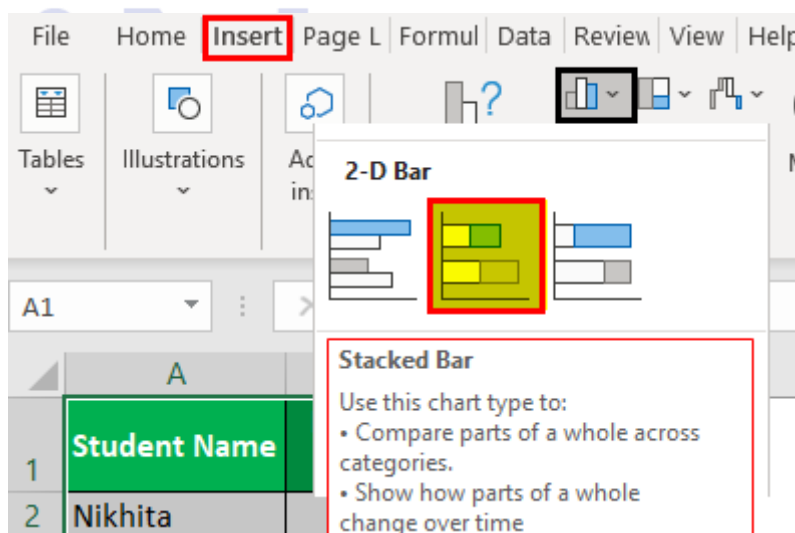 File Home Insert Page L Formul Data Review View Help
?
Tables Illustrations Ad
in
2-D Bar
A1
Stacked Bar
A
Use this chart type to:
• Compare parts of a whole across
categories.
• Show how parts of a whole
change over time
1 Student Name
2 Nikhita